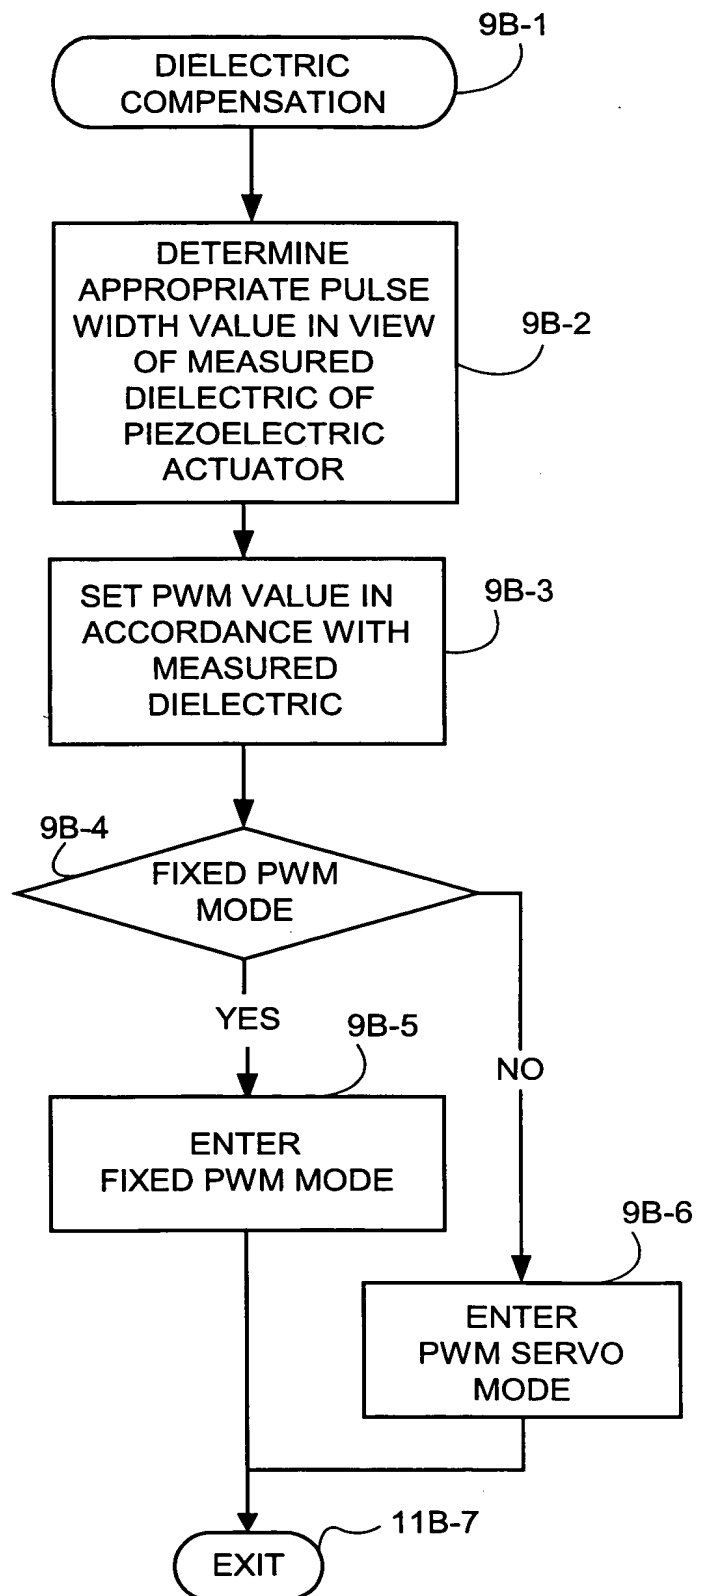 9B-1
DIELECTRIC
COMPENSATION
DETERMINE
APPROPRIATE PULSE
WIDTH VALUE IN VIEW
OF MEASURED
DIELECTRIC OF
PIEZOELECTRIC
ACTUATOR
9B-2
SET PWM VALUE IN
ACCORDANCE WITH
MEASURED
DIELECTRIC
9B-3
9B-4
FIXED PWM
MODE
YES
9B-5
NO
ENTER
FIXED PWM MODE
9B-6
ENTER
PWM SERVO
MODE
11B-7
EXIT